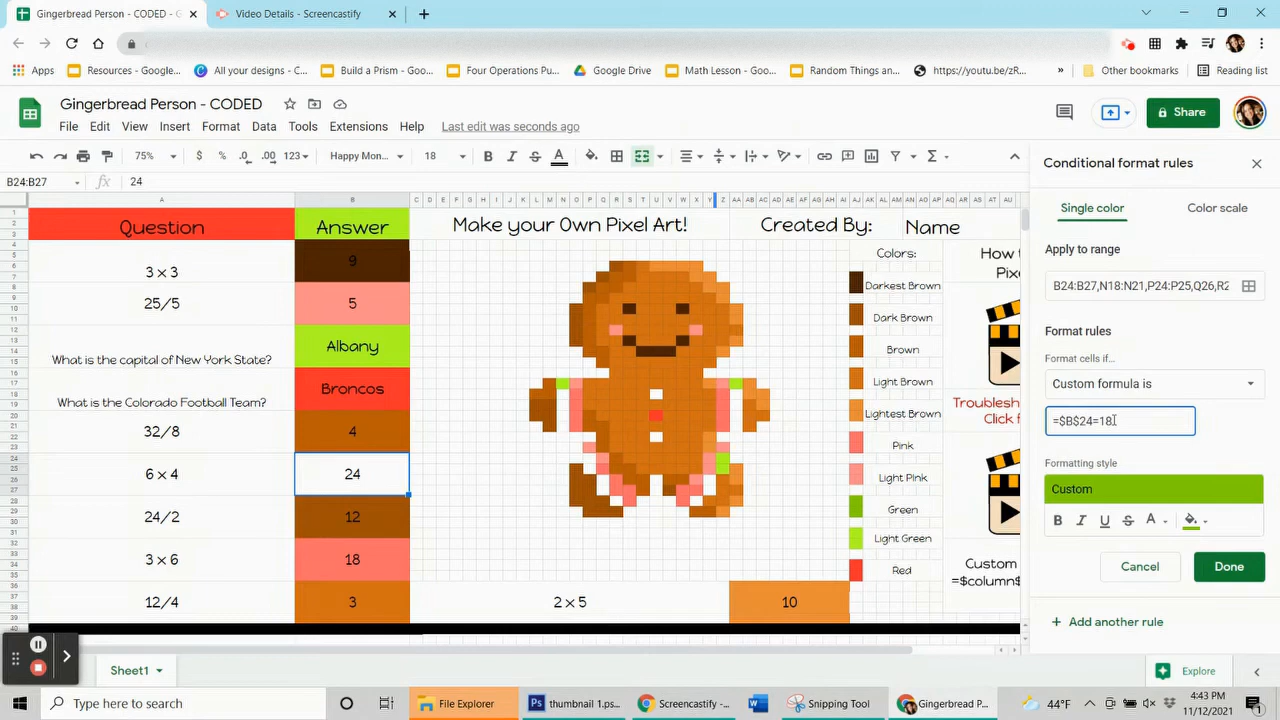 Gingerbread Person - CODED - G
Video Details - Screencastify
Apps
Resources - Google...
All your designs - C...
Build a Prism - Goo...
Four Operations Pu...
Google Drive
Math Lesson - Goo...
Random Things an...
https://youtu.be/zR...
Other bookmarks
Reading list
Gingerbread Person - CODED
File Edit View Insert Format Data Tools Extensions Help Last edit was seconds ago
Share
75% $ % .0 .00 123 Happy Mon... 18 B I S A
B24:B27 fx 24
Question
Answer
Make your Own Pixel Art!
Created By:
Name
3 × 3
9
25/5
5
What is the capital of New York State?
Albany
What is the Colorado Football Team?
Broncos
32/8
4
6 × 4
24
24/2
12
3 × 6
18
12/4
3
2 × 5
10
Colors:
Darkest Brown
Dark Brown
Brown
Light Brown
Lightest Brown
Pink
Light Pink
Green
Light Green
Red
How t
Pix
Troublesh
Click f
Custom
=$column$
Conditional format rules
Single color
Color scale
Apply to range
B24:B27,N18:N21,P24:P25,Q26,R2
Format rules
Format cells if...
Custom formula is
=$B$24=18
Formatting style
Custom
B I U S A
Cancel
Done
+ Add another rule
Sheet1
Explore
Type here to search
File Explorer
thumbnail 1.ps...
Screencastify -...
Snipping Tool
Gingerbread P...
44°F
4:43 PM
11/12/2021